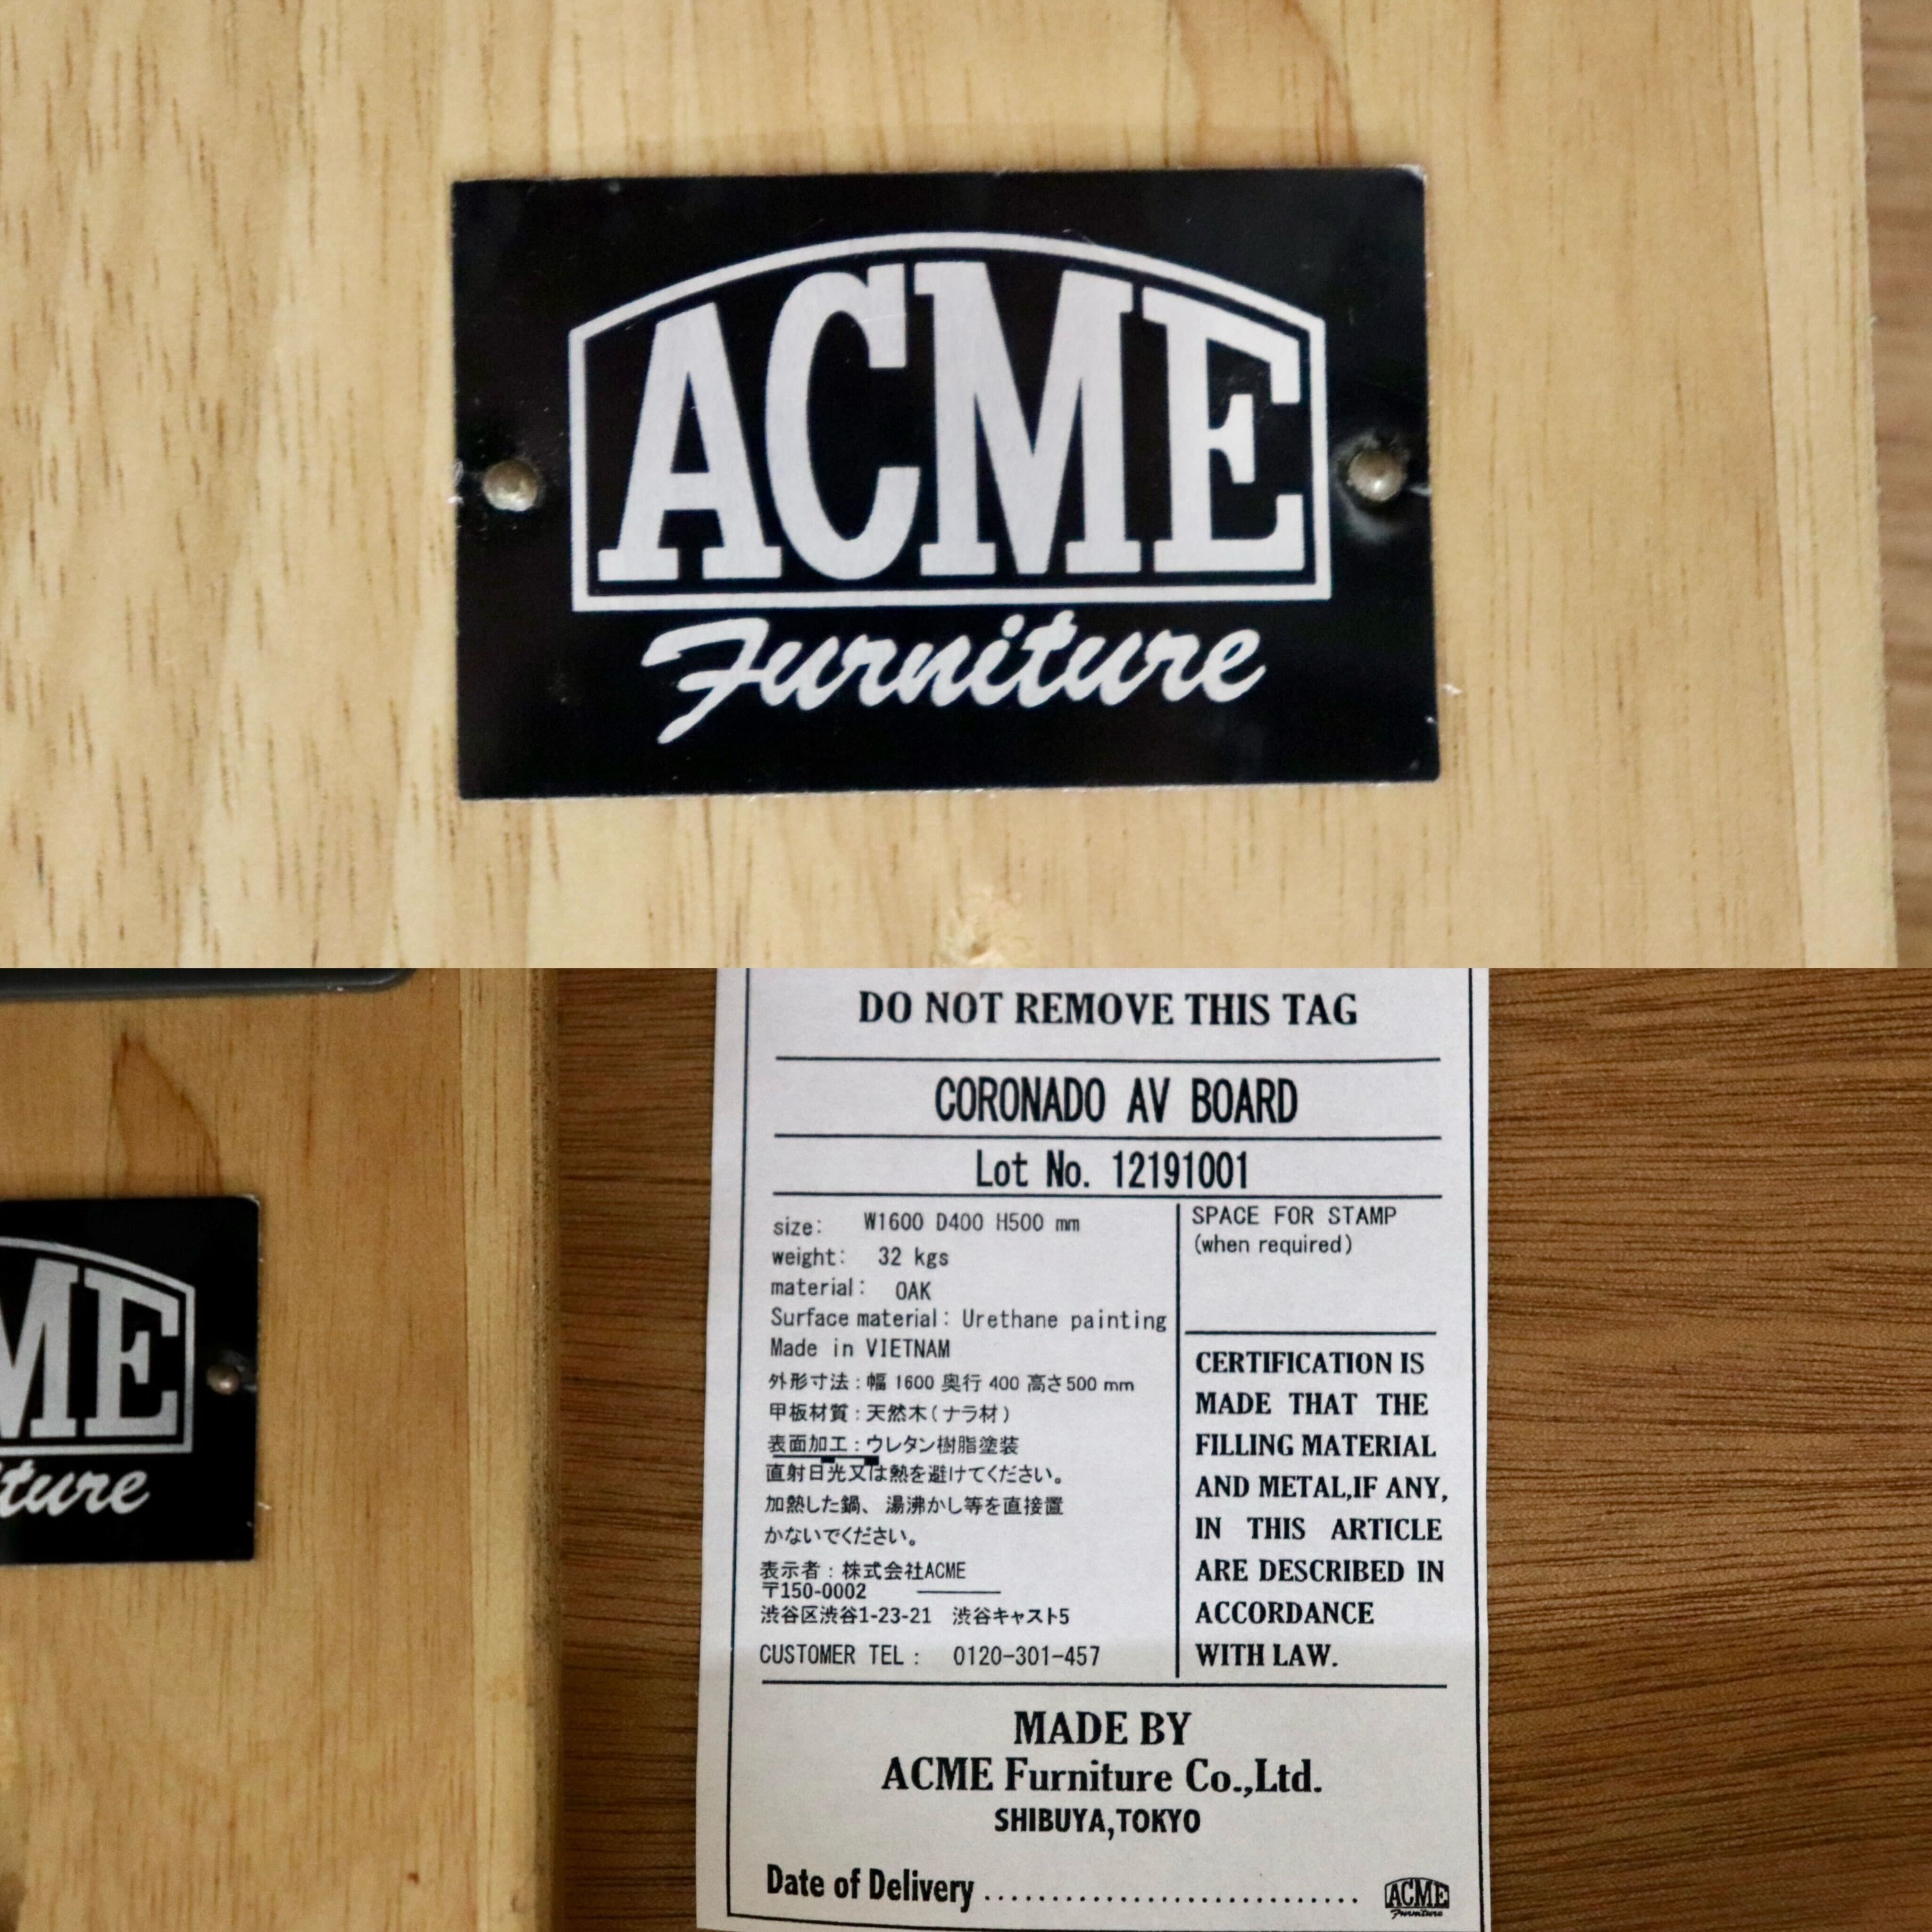 ACME
Furniture
ME
ture
DO NOT REMOVE THIS TAG
CORONADO AV BOARD
Lot No. 12191001
size: W1600 D400 H500 mm
weight: 32 kgs
material: OAK
Surface material: Urethane painting
Made in VIETNAM
外形寸法:幅 1600 奥行 400 高さ500 mm
甲板材質:天然木(ナラ材)
表面加工:ウレタン樹脂塗装
直射日光又は熱を避けてください。
加熱した鍋、湯沸かし等を直接置
かないでください。
表示者:株式会社ACME
〒150-0002
渋谷区渋谷1-23-21 渋谷キャスト5
CUSTOMER TEL: 0120-301-457
SPACE FOR STAMP
(when required)
CERTIFICATION IS
MADE THAT THE
FILLING MATERIAL
AND METAL,IF ANY,
IN THIS ARTICLE
ARE DESCRIBED IN
ACCORDANCE
WITH LAW.
MADE BY
ACME Furniture Co.,Ltd.
SHIBUYA,TOKYO
Date of Delivery ............................
ACME
Furniture